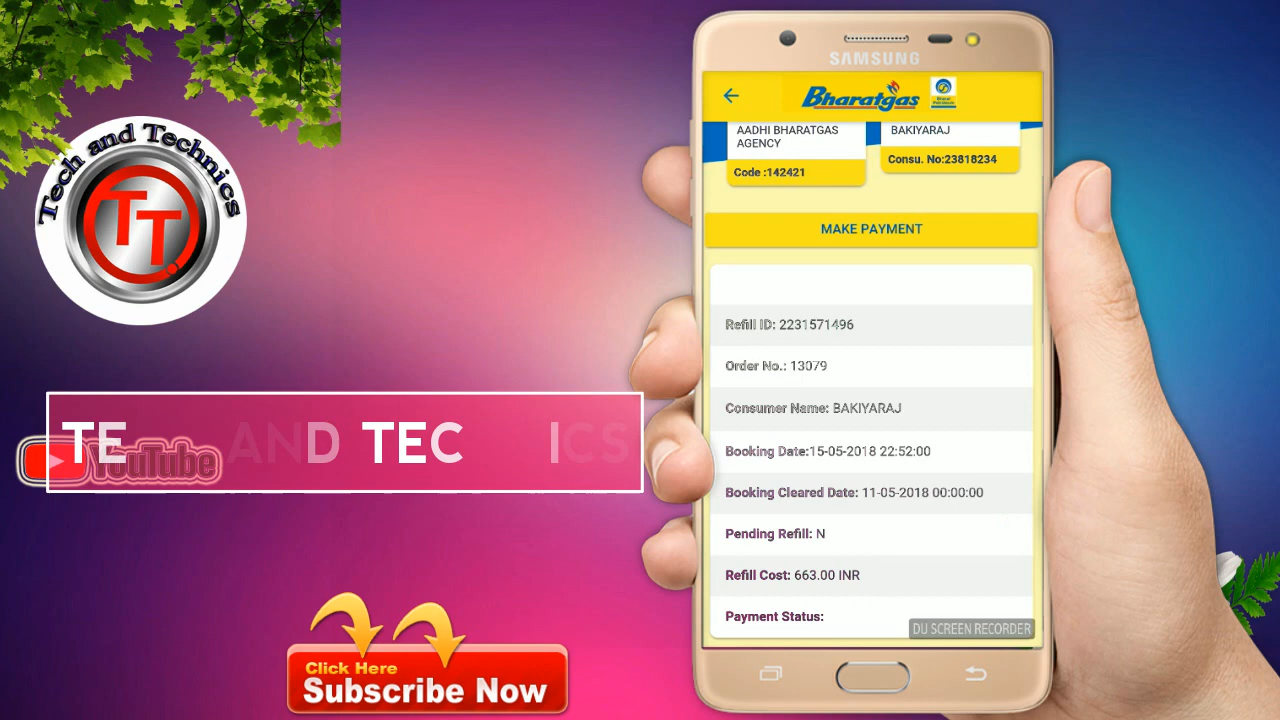 Tech and Technics
TT
TE AND TEC ICS
YouTube
Click Here
Subscribe Now
SAMSUNG
Bharatgas
AADHI BHARATGAS
AGENCY
Code :142421
BAKIYARAJ
Consu. No:23818234
MAKE PAYMENT
Refill ID: 2231571496
Order No.: 13079
Consumer Name: BAKIYARAJ
Booking Date:15-05-2018 22:52:00
Booking Cleared Date: 11-05-2018 00:00:00
Pending Refill: N
Refill Cost: 663.00 INR
Payment Status:
DU SCREEN RECORDER